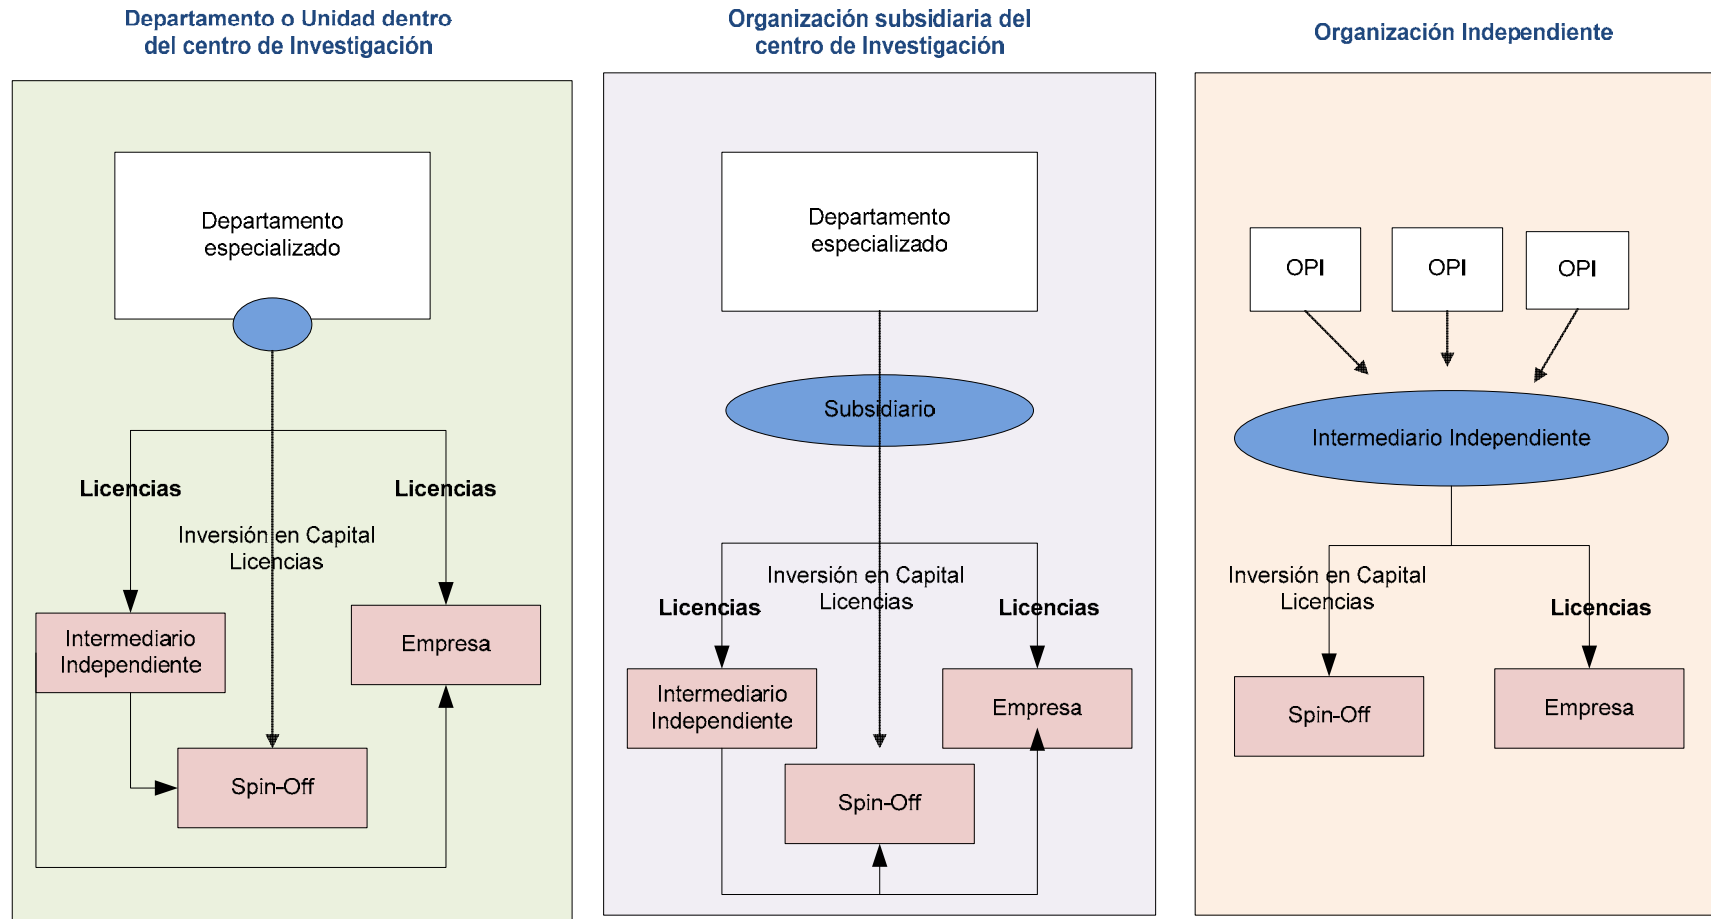 Departamento o Unidad dentro
del centro de Investigación
Departamento
especializado
Licencias
Licencias
Inversión en Capital
Licencias
Intermediario
Independiente
Empresa
Spin-Off
Organización subsidiaria del
centro de Investigación
Departamento
especializado
Subsidiario
Inversión en Capital
Licencias
Licencias
Licencias
Intermediario
Independiente
Empresa
Spin-Off
Organización Independiente
OPI
OPI
OPI
Intermediario Independiente
Inversión en Capital
Licencias
Licencias
Spin-Off
Empresa